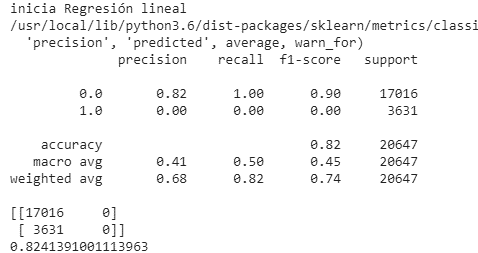 inicia Regresión lineal
/usr/local/lib/python3.6/dist-packages/sklearn/metrics/classi
'precision', 'predicted', average, warn_for)
precision recall f1-score support
0.0 0.82 1.00 0.90 17016
1.0 0.00 0.00 0.00 3631
accuracy 0.82 20647
macro avg 0.41 0.50 0.45 20647
weighted avg 0.68 0.82 0.74 20647
[[17016 0]
[ 3631 0]]
0.8241391001113963